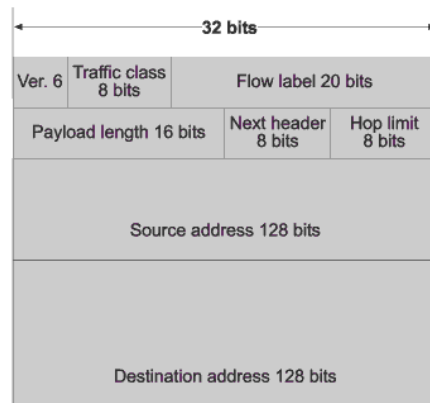 32 bits
Ver. 6
Traffic class
8 bits
Flow label 20 bits
Payload length 16 bits
Next header
8 bits
Hop limit
8 bits
Source address 128 bits
Destination address 128 bits